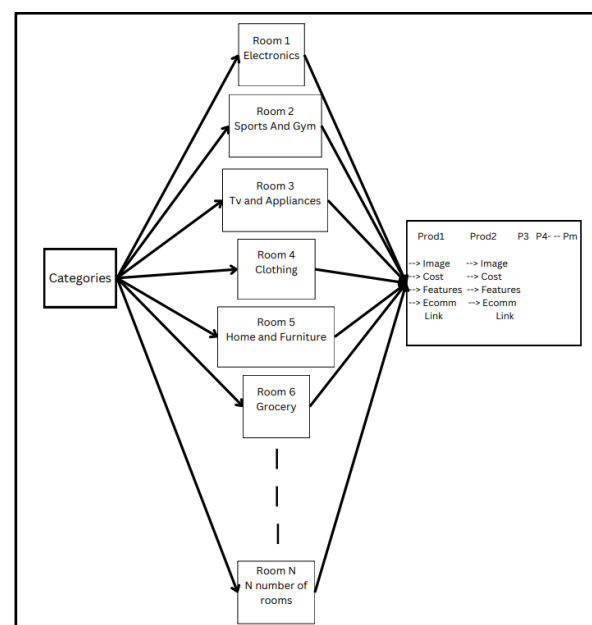 Room 1
Electronics
Room 2
Sports And Gym
Room 3
Tv and Appliances
Categories
Room 4
Clothing
Room 5
Home and Furniture
Room 6
Grocery
Room N
N number of
rooms
Prod1 Prod2 P3 P4- -- Pm
--> Image --> Image
--> Cost --> Cost
--> Features --> Features
--> Ecomm --> Ecomm
Link Link